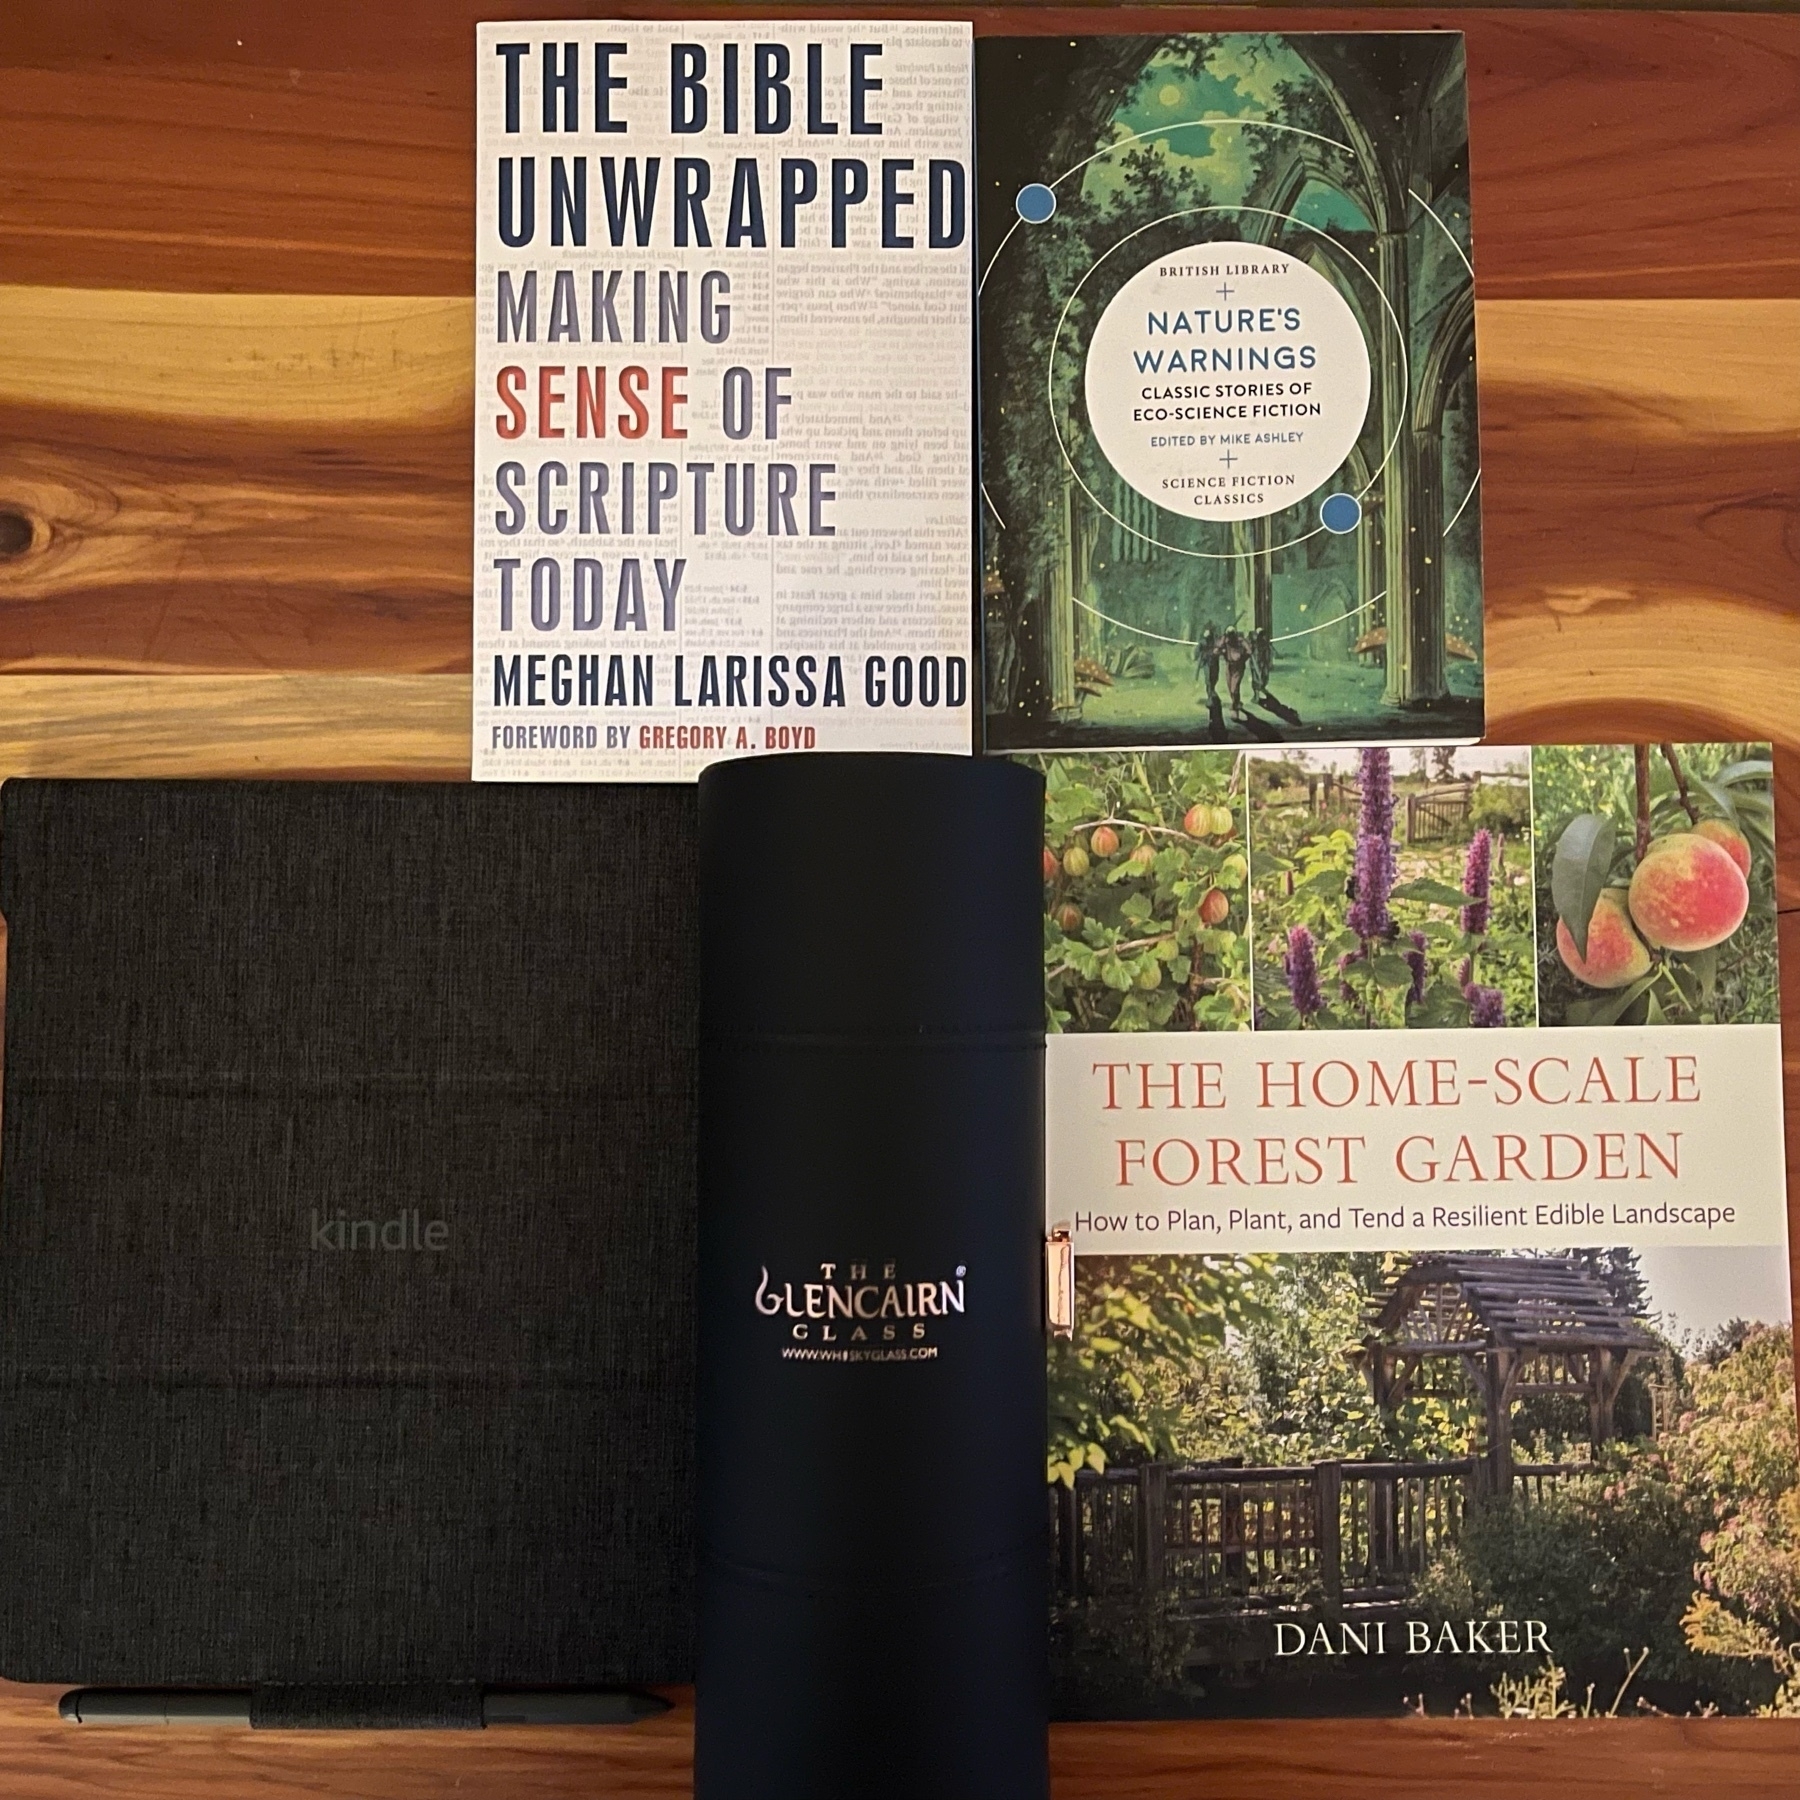 THE BIBLE
UNWRAPPED
MAKING
SENSE OF
SCRIPTURE
TODAY
MEGHAN LARISSA GOOD
FOREWORD BY GREGORY A. BOYD
BRITISH LIBRARY
+
NATURE'S
WARNINGS
CLASSIC STORIES OF
ECO-SCIENCE FICTION
EDITED BY MIKE ASHLEY
+
SCIENCE FICTION
CLASSICS
kindle
THE
GLENCAIRN®
GLASS
WWW.WHISKYGLASS.COM
THE HOME-SCALE
FOREST GARDEN
How to Plan, Plant, and Tend a Resilient Edible Landscape
DANI BAKER